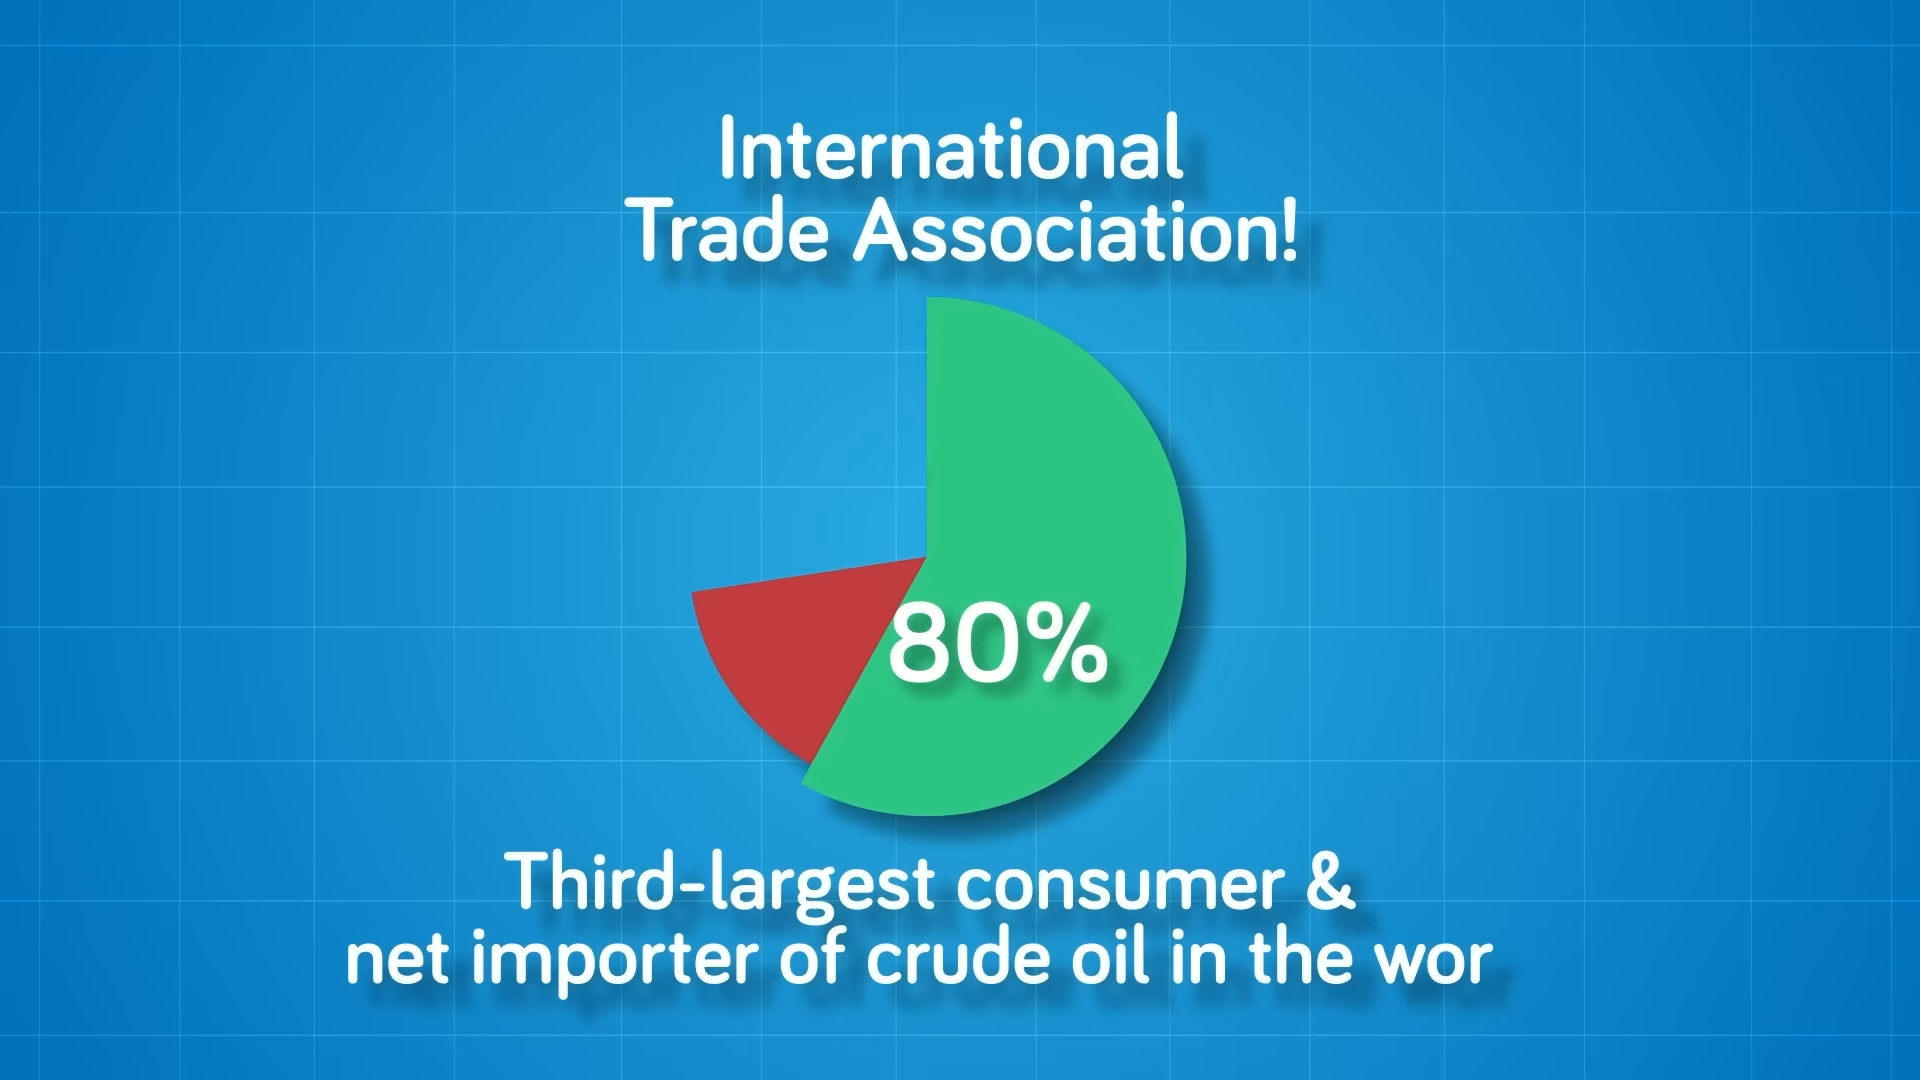 International
Trade Association!
80%
Third-largest consumer &
net importer of crude oil in the wor